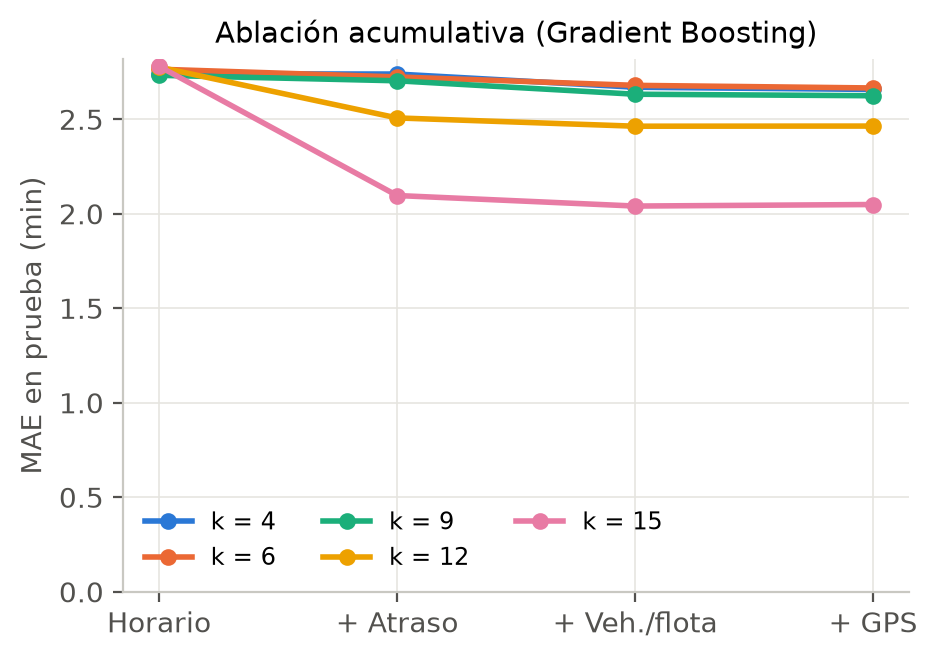 Ablación acumulativa (Gradient Boosting)
MAE en prueba (min)
2.5
2.0
1.5
1.0
0.5
0.0
k = 4
k = 9
k = 15
k = 6
k = 12
Horario
+ Atraso
+ Veh./flota
+ GPS